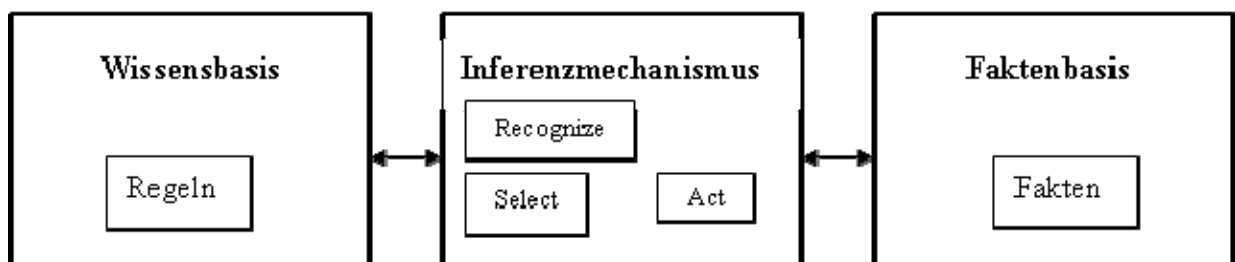 Wissensbasis
Regeln
Inferenzmechanismus
Recognize
Select
Act
Faktenbasis
Fakten